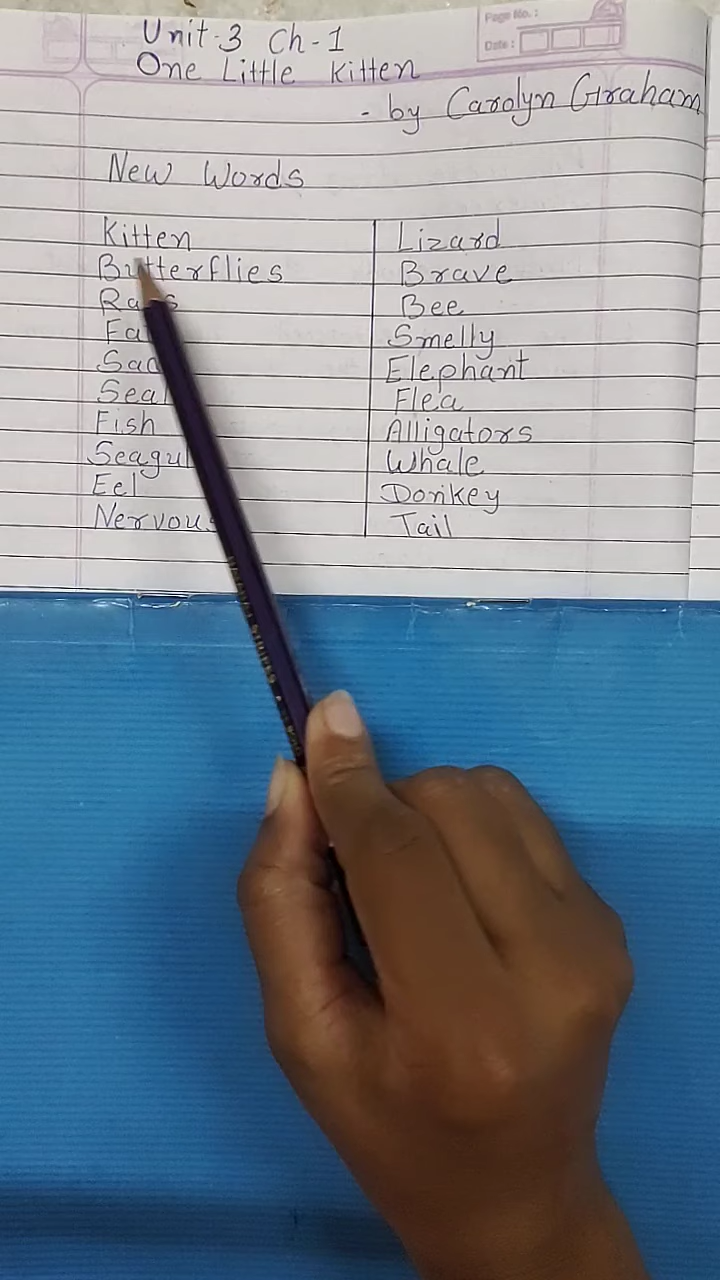 Page No.:
Date:
Unit-3 Ch-1
One Little Kitten
- by Carolyn Graham
New Words
Kitten
Butterflies
Fish
Eel
Lizard
Brave
Bee
Smelly
Elephant
Flea
Alligators
Whale
Donkey
Tail